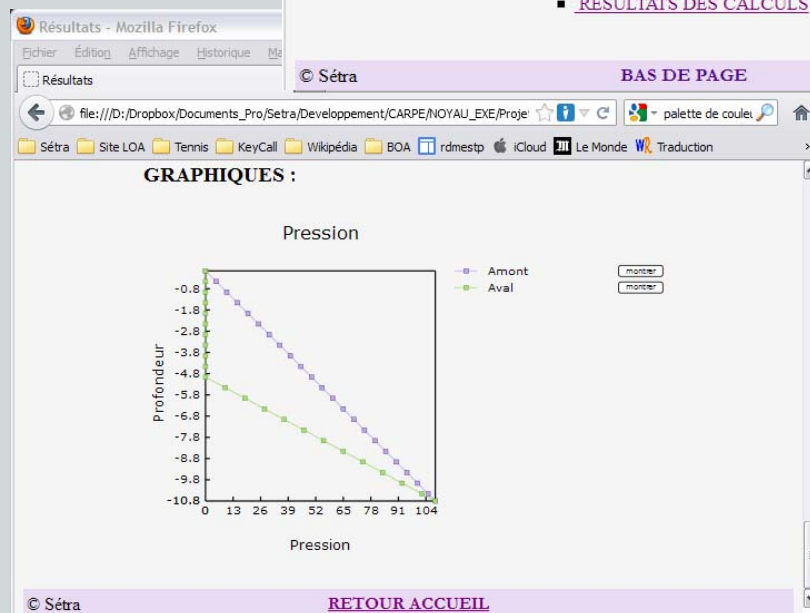 RESULTATS DES CALCULS
Résultats - Mozilla Firefox
Fichier Édition Affichage Historique Ma
© Sétra BAS DE PAGE
Résultats
file:///D:/Dropbox/Documents_Pro/Setra/Developpement/CARPE/NOYAU_EXE/Proje palette de couleu
Sétra Site LOA Tennis KeyCall Wikipédia BOA rdmestp iCloud Le Monde Traduction
GRAPHIQUES :
Pression
Amont montrer
Aval montrer
Profondeur
-0.8
-1.8
-2.8
-3.8
-4.8
-5.8
-6.8
-7.8
-8.8
-9.8
-10.8
0 13 26 39 52 65 78 91 104
Pression
© Sétra RETOUR ACCUEIL